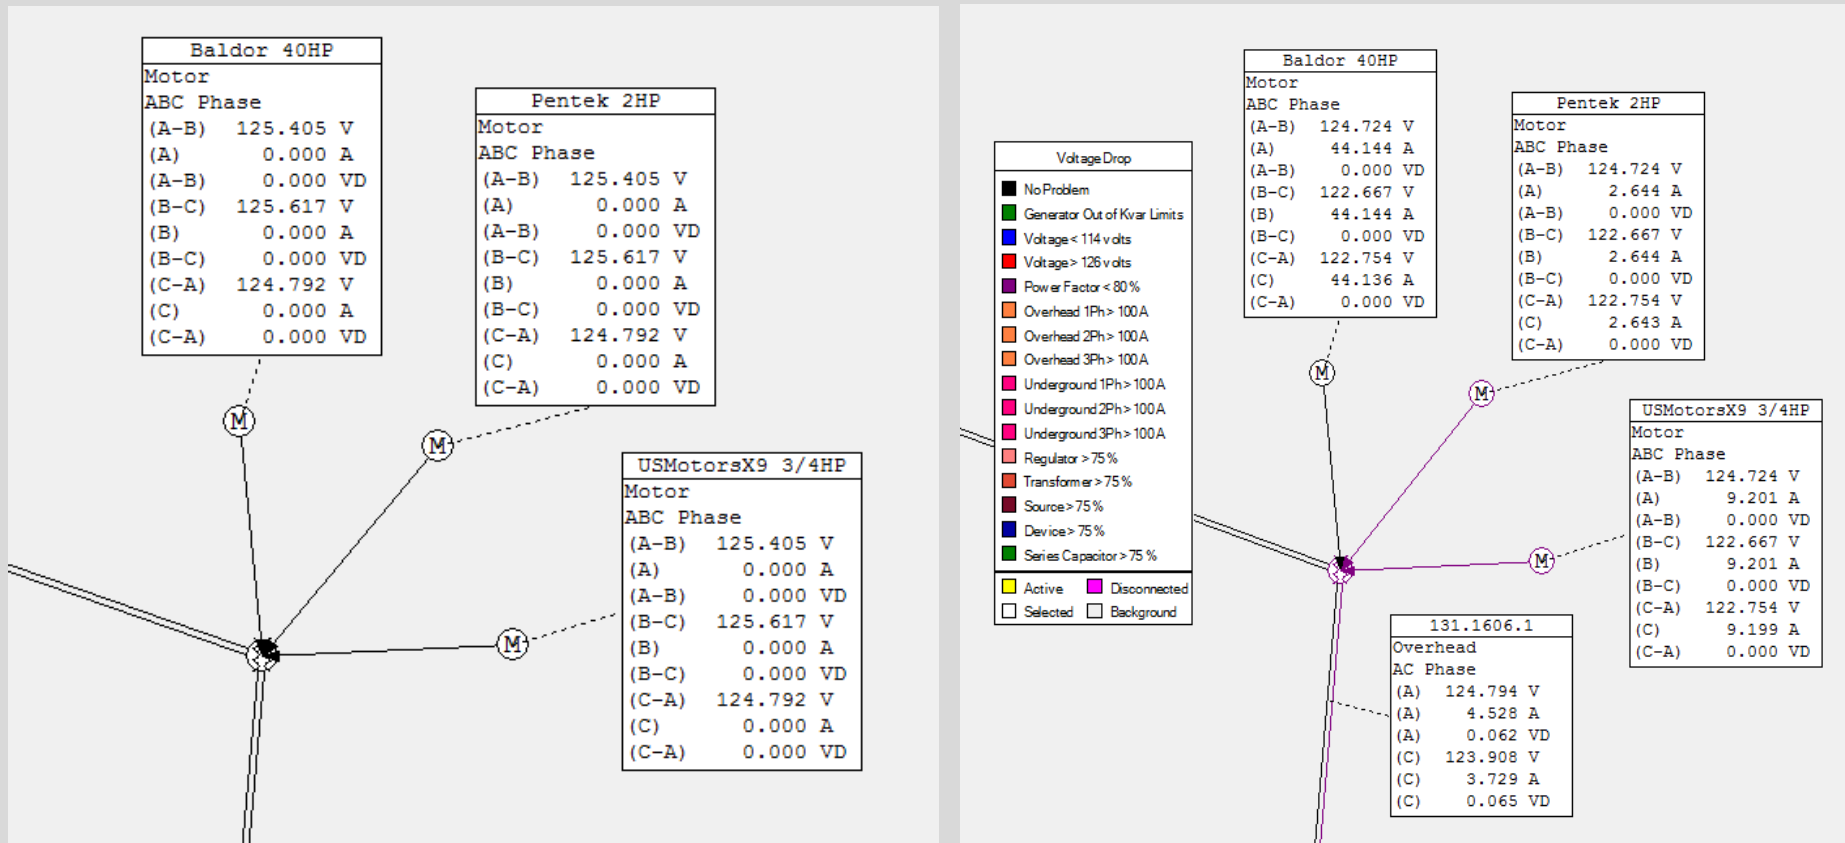 Baldor 40HP
Motor
ABC Phase
(A-B) 125.405 V
(A) 0.000 A
(A-B) 0.000 VD
(B-C) 125.617 V
(B) 0.000 A
(B-C) 0.000 VD
(C-A) 124.792 V
(C) 0.000 A
(C-A) 0.000 VD
Pentek 2HP
Motor
ABC Phase
(A-B) 125.405 V
(A) 0.000 A
(A-B) 0.000 VD
(B-C) 125.617 V
(B) 0.000 A
(B-C) 0.000 VD
(C-A) 124.792 V
(C) 0.000 A
(C-A) 0.000 VD
M
M
USMotorsX9 3/4HP
Motor
ABC Phase
(A-B) 125.405 V
(A) 0.000 A
(A-B) 0.000 VD
(B-C) 125.617 V
(B) 0.000 A
(B-C) 0.000 VD
(C-A) 124.792 V
(C) 0.000 A
(C-A) 0.000 VD
M
Voltage Drop
No Problem
Generator Out of Kvar Limits
Voltage < 114 volts
Voltage > 126 volts
Power Factor < 80 %
Overhead 1Ph > 100 A
Overhead 2Ph > 100 A
Overhead 3Ph > 100 A
Underground 1Ph > 100 A
Underground 2Ph > 100 A
Underground 3Ph > 100 A
Regulator > 75 %
Transformer > 75 %
Source > 75 %
Device > 75 %
Series Capacitor > 75 %
Active Disconnected
Selected Background
Baldor 40HP
Motor
ABC Phase
(A-B) 124.724 V
(A) 44.144 A
(A-B) 0.000 VD
(B-C) 122.667 V
(B) 44.144 A
(B-C) 0.000 VD
(C-A) 122.754 V
(C) 44.136 A
(C-A) 0.000 VD
Pentek 2HP
Motor
ABC Phase
(A-B) 124.724 V
(A) 2.644 A
(A-B) 0.000 VD
(B-C) 122.667 V
(B) 2.644 A
(B-C) 0.000 VD
(C-A) 122.754 V
(C) 2.643 A
(C-A) 0.000 VD
M
M
USMotorsX9 3/4HP
Motor
ABC Phase
(A-B) 124.724 V
(A) 9.201 A
(A-B) 0.000 VD
(B-C) 122.667 V
(B) 9.201 A
(B-C) 0.000 VD
(C-A) 122.754 V
(C) 9.199 A
(C-A) 0.000 VD
M
131.1606.1
Overhead
AC Phase
(A) 124.794 V
(A) 4.528 A
(A) 0.062 VD
(C) 123.908 V
(C) 3.729 A
(C) 0.065 VD